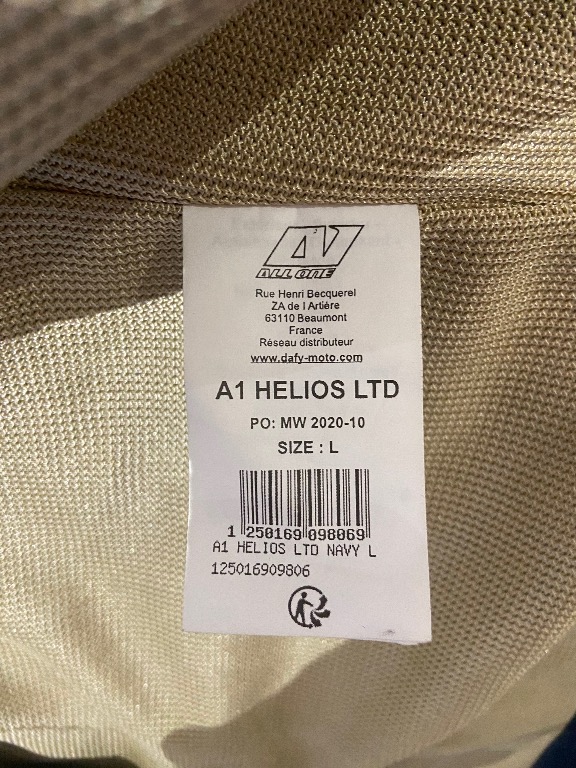 ALL ONE
Rue Henri Becquerel
ZA de l Artière
63110 Beaumont
France
Réseau distributeur
www.dafy-moto.com
A1 HELIOS LTD
PO: MW 2020-10
SIZE : L
1 250169 098069
A1 HELIOS LTD NAVY L
125016909806